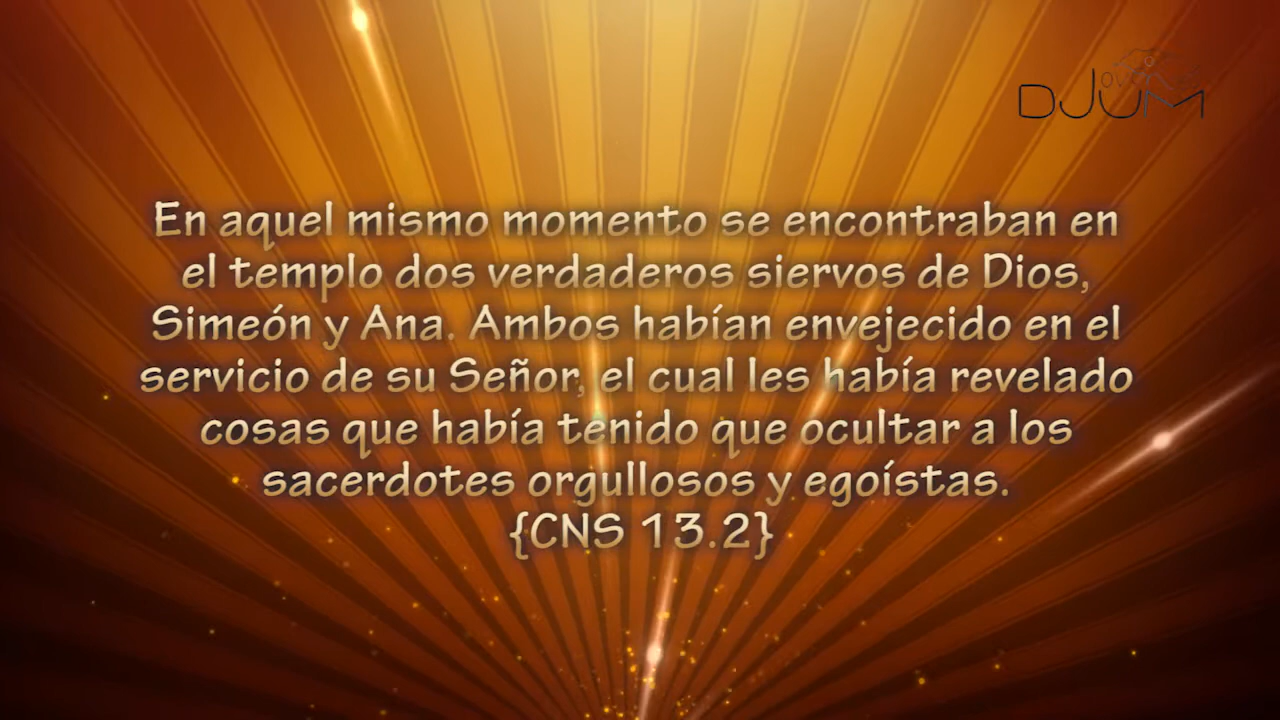 DJUM
En aquel mismo momento se encontraban en
el templo dos verdaderos siervos de Dios,
Simeón y Ana. Ambos habían envejecido en el
servicio de su Señor, el cual les había revelado
cosas que había tenido que ocultar a los
sacerdotes orgullosos y egoístas.
{CNS 13.2}